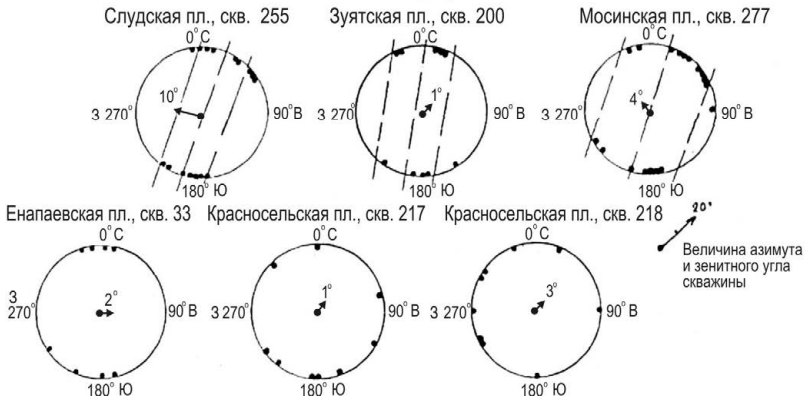 Слудская пл., скв. 255
0° С
10°
З 270°
90° В
180° Ю
Зуятская пл., скв. 200
0° С
1°
З 270°
90° В
180° Ю
Мосинская пл., скв. 277
0° С
4°
З 270°
90° В
180° Ю
Енапаевская пл., скв. 33
0° С
2°
З
270°
90° В
180° Ю
Красносельская пл., скв. 217
0° С
1°
З 270°
90° В
180° Ю
Красносельская пл., скв. 218
0° С
3°
З 270°
90° В
180° Ю
20°
Величина азимута
и зенитного угла
скважины